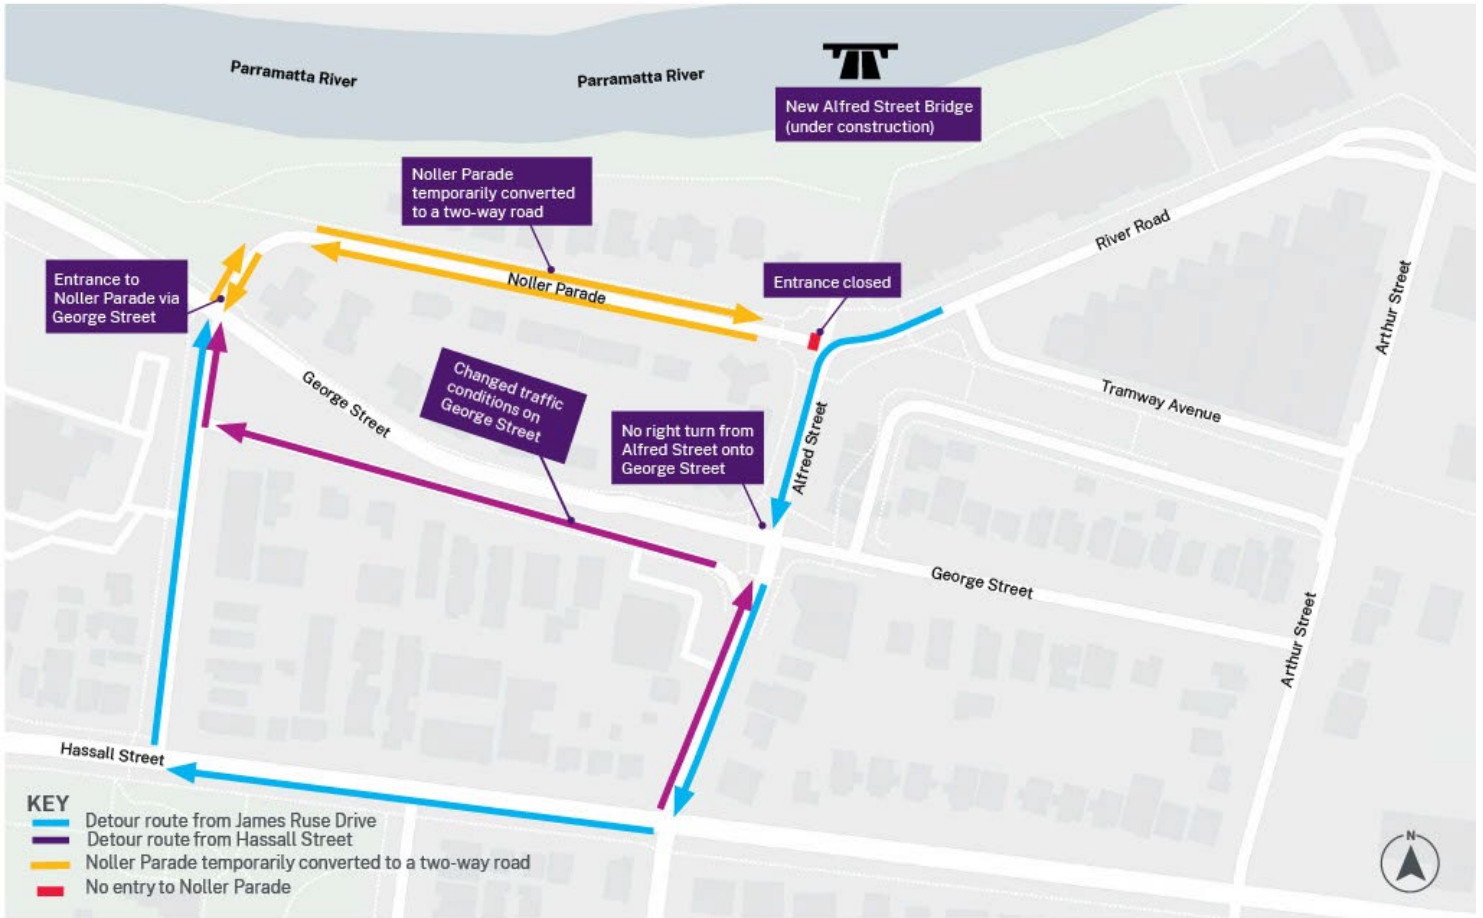 Parramatta River
Parramatta River
New Alfred Street Bridge
(under construction)
Noller Parade
temporarily converted
to a two-way road
River Road
Entrance to
Noller Parade via
George Street
Noller Parade
Entrance closed
Arthur Street
George Street
Changed traffic
conditions on
George Street
Tramway Avenue
No right turn from
Alfred Street onto
George Street
Alfred Street
George Street
Arthur Street
Hassall Street
KEY
Detour route from James Ruse Drive
Detour route from Hassall Street
Noller Parade temporarily converted to a two-way road
No entry to Noller Parade
N